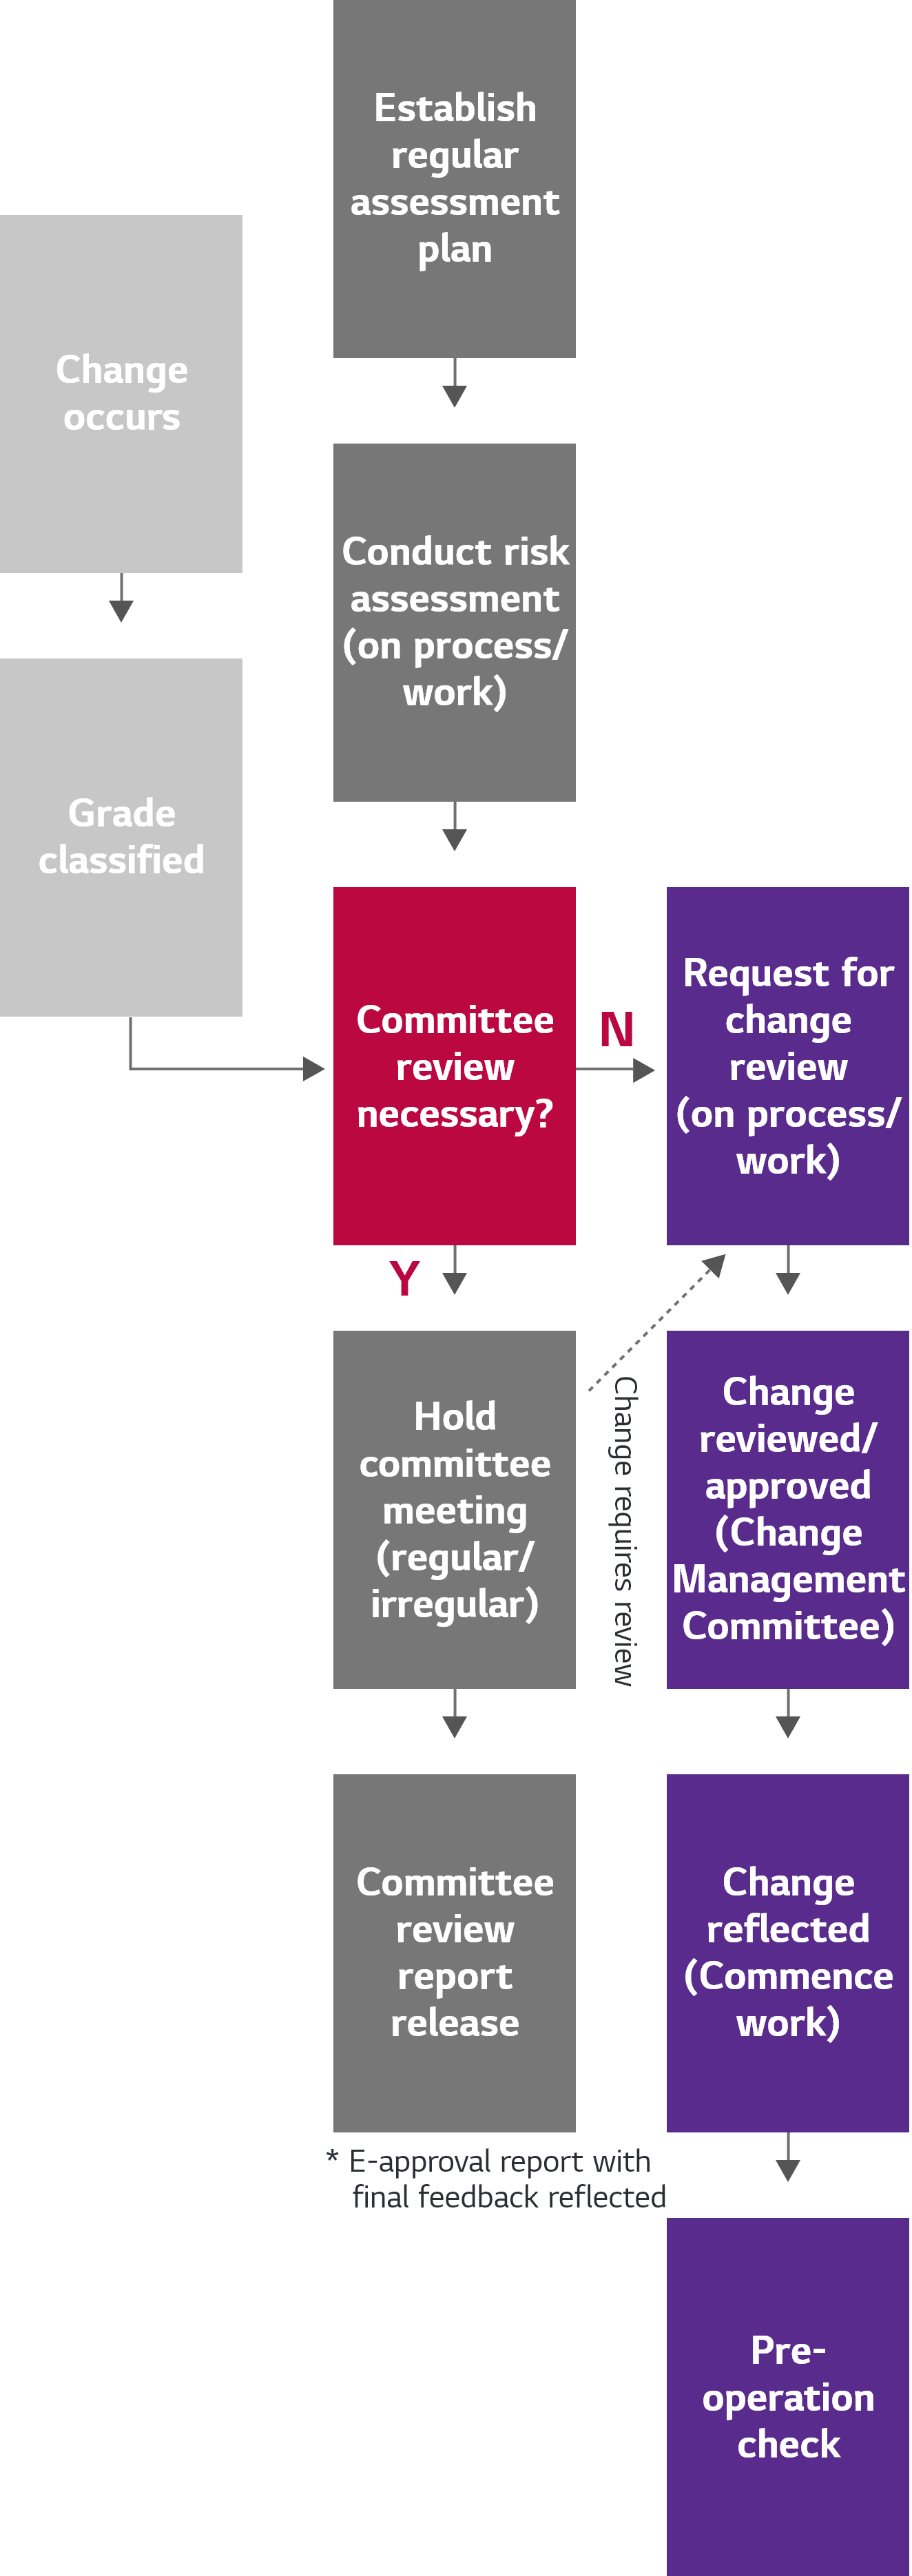 Establish
regular
assessment
plan
Change
occurs
Conduct risk
assessment
(on process/
work)
Grade
classified
Committee
review
necessary?
N
Request for
change
review
(on process/
work)
Y
Hold
committee
meeting
(regular/
irregular)
Change requires review
Change
reviewed/
approved
(Change
Management
Committee)
Committee
review
report
release
* E-approval report with
final feedback reflected
Change
reflected
(Commence
work)
Pre-
operation
check